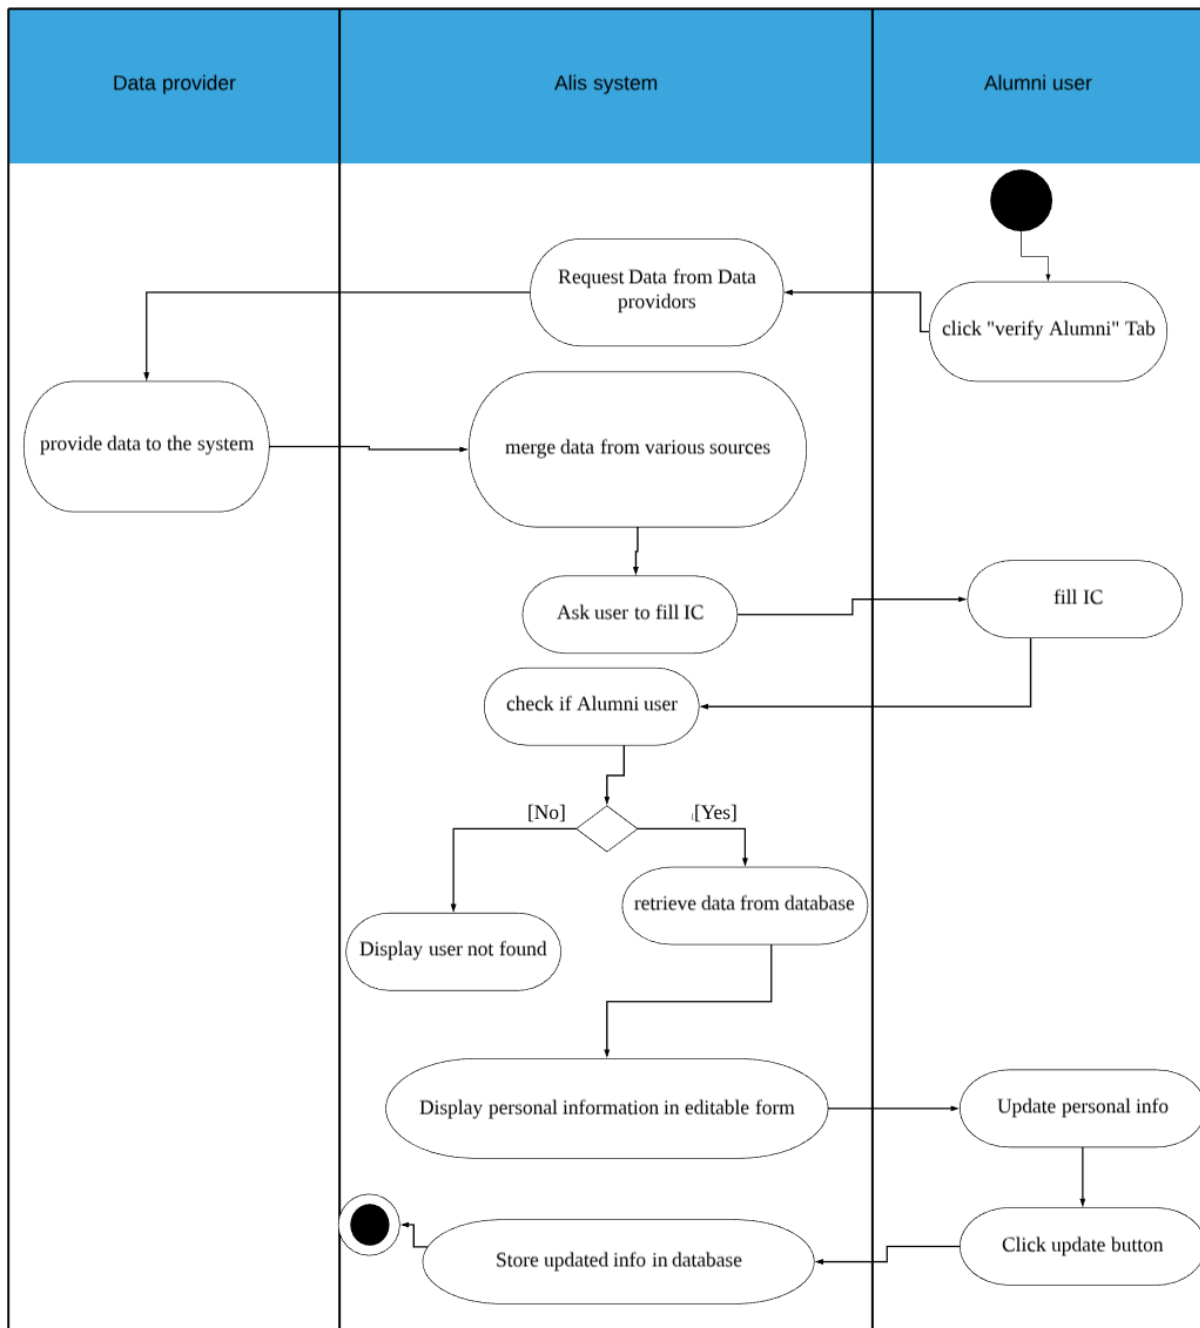 Data provider
Alis system
Alumni user
Request Data from Data
providors
click "verify Alumni" Tab
provide data to the system
merge data from various sources
Ask user to fill IC
fill IC
check if Alumni user
[No]
[Yes]
retrieve data from database
Display user not found
Display personal information in editable form
Update personal info
Click update button
Store updated info in database